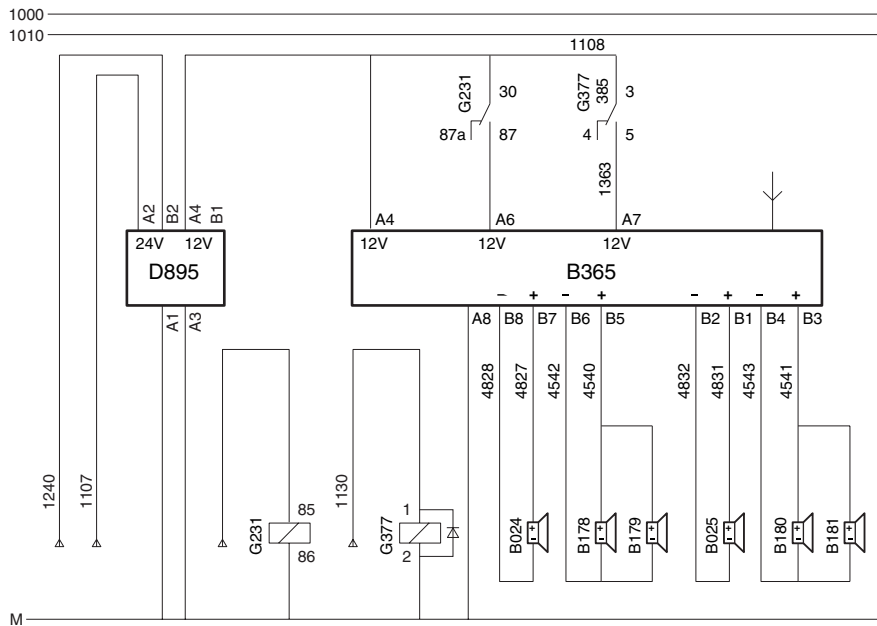 1000
1010
1108
G231
30
87a
87
G377
385
3
4
5
1363
A2
B2
A4
B1
A4
A6
A7
24V
12V
D895
12V
12V
12V
B365
- + - + - + - +
A1
A3
A8
B8
B7
B6
B5
B2
B1
B4
B3
4828
4827
4542
4540
4832
4831
4543
4541
1240
1107
G231
85
86
1130
G377
1
2
B024
+
-
B178
+
-
B179
+
-
B025
+
-
B180
+
-
B181
+
-
M